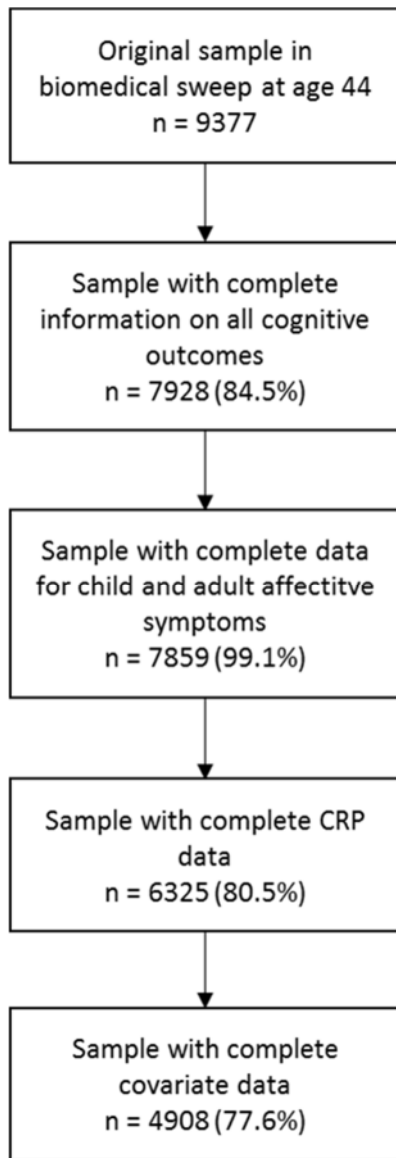 Original sample in
biomedical sweep at age 44
n = 9377
Sample with complete
information on all cognitive
outcomes
n = 7928 (84.5%)
Sample with complete data
for child and adult affectitve
symptoms
n = 7859 (99.1%)
Sample with complete CRP
data
n = 6325 (80.5%)
Sample with complete
covariate data
n = 4908 (77.6%)